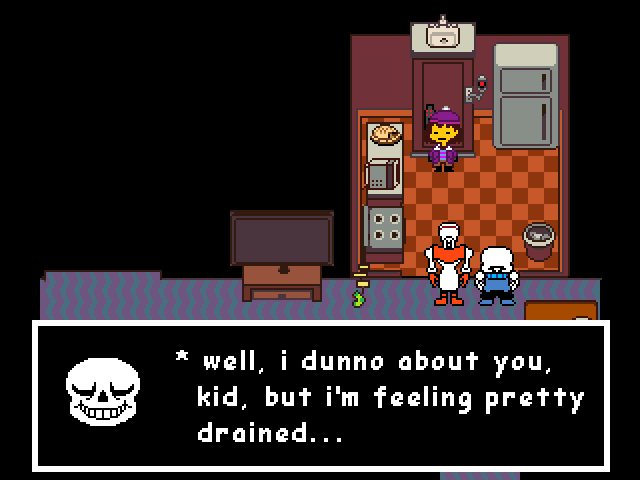 * well, i dunno about you,
kid, but i'm feeling pretty
drained...